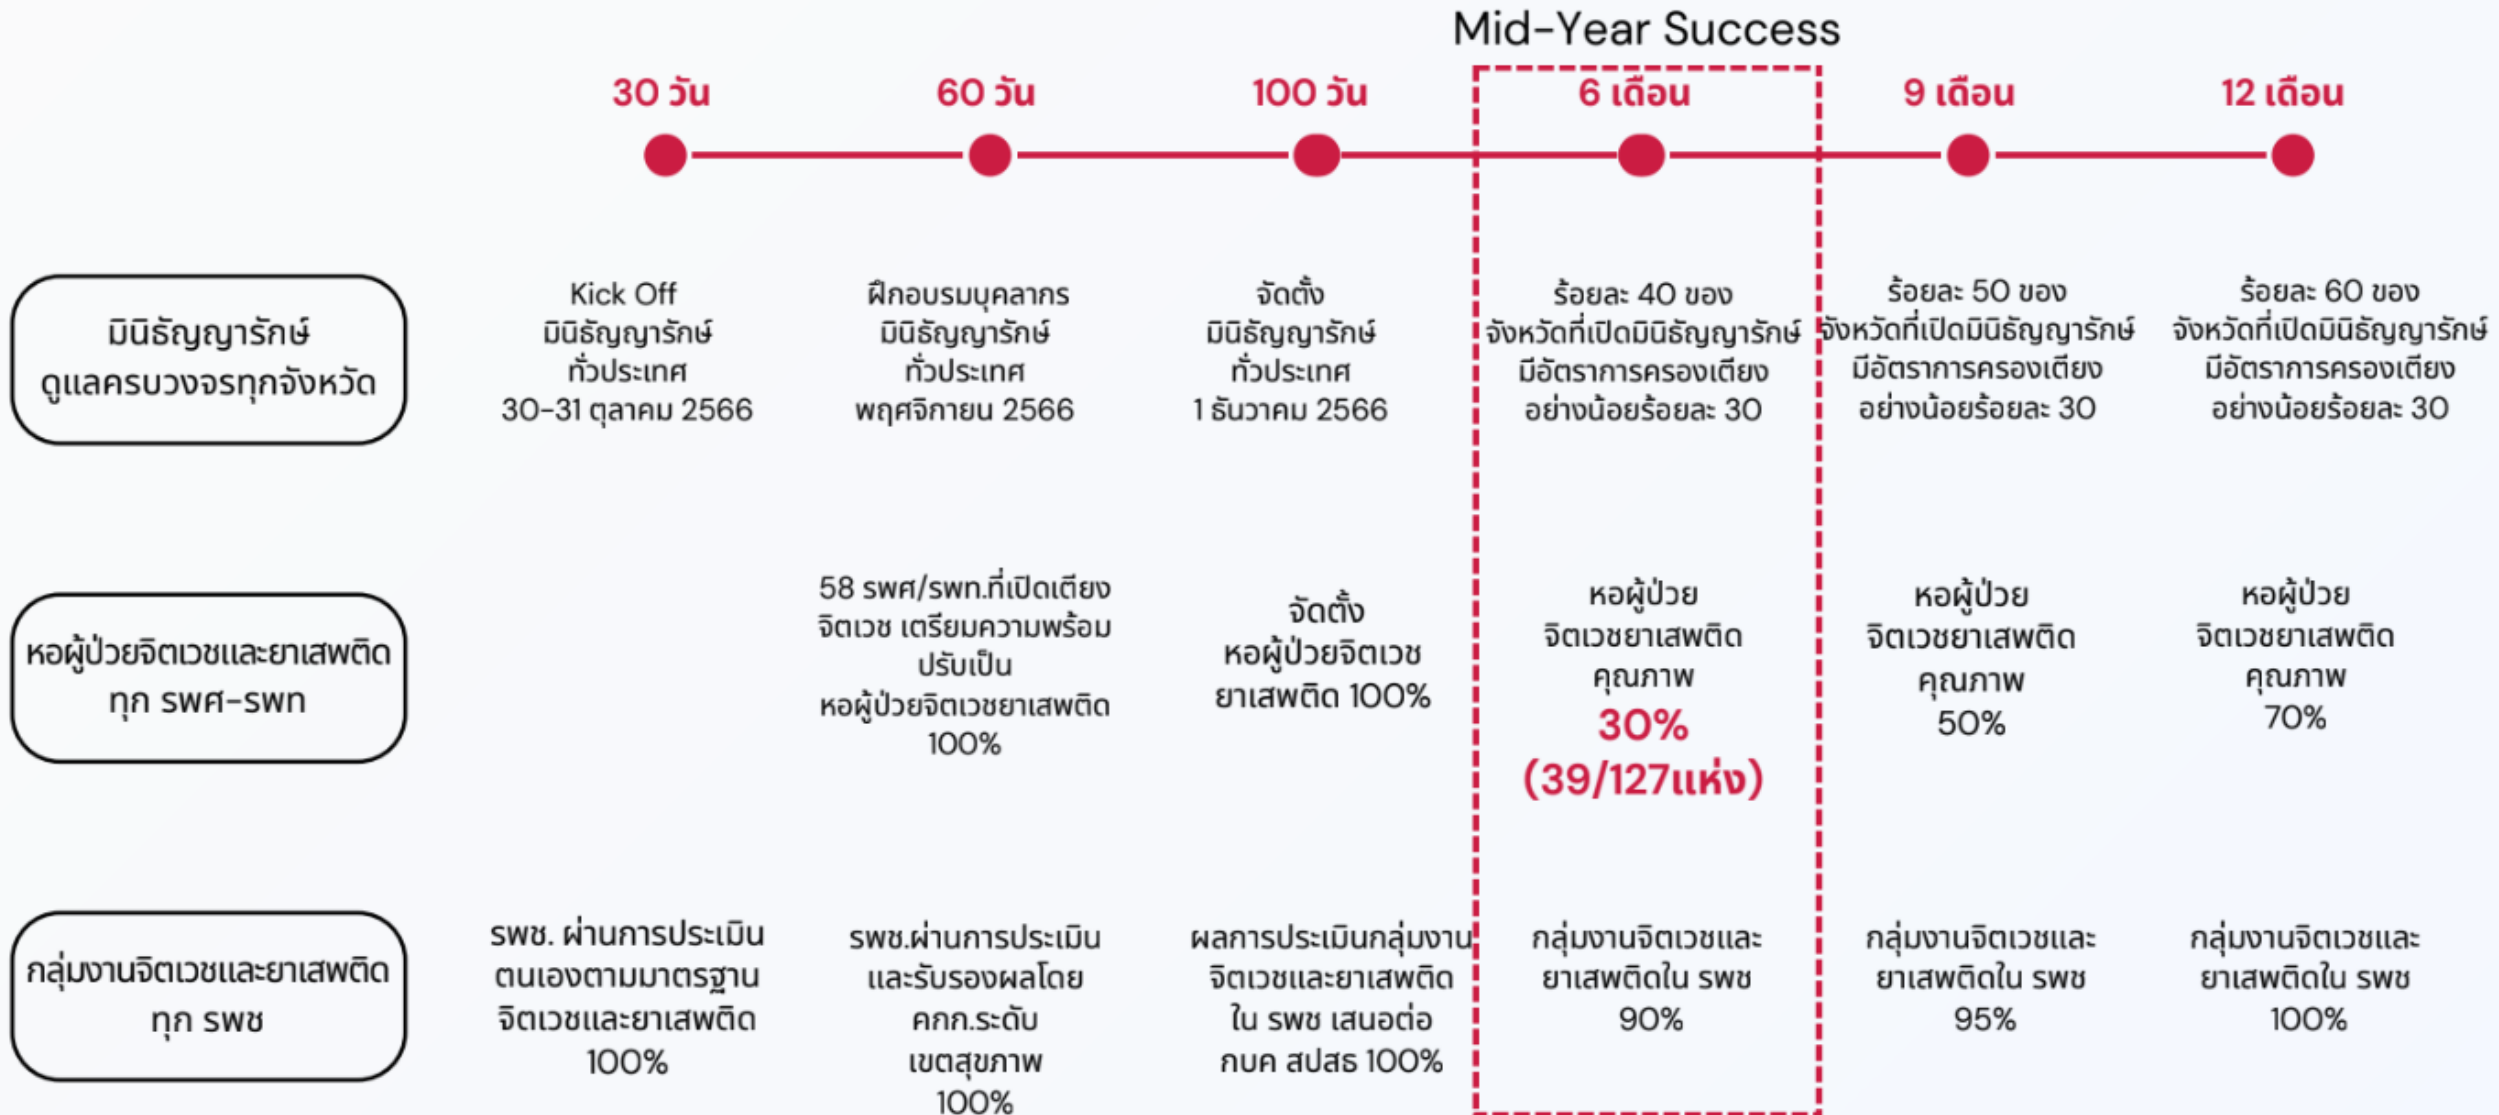 Mid-Year Success
30 วัน
60 วัน
100 วัน
6 เดือน
9 เดือน
12 เดือน
มินิธัญญารักษ์
ดูแลครบวงจรทุกจังหวัด
Kick Off
มินิธัญญารักษ์
ทั่วประเทศ
30-31 ตุลาคม 2566
ฝึกอบรมบุคลากร
มินิธัญญารักษ์
ทั่วประเทศ
พฤศจิกายน 2566
จัดตั้ง
มินิธัญญารักษ์
ทั่วประเทศ
1 ธันวาคม 2566
ร้อยละ 40 ของ
จังหวัดที่เปิดมินิธัญญารักษ์
มีอัตราการครองเตียง
อย่างน้อยร้อยละ 30
ร้อยละ 50 ของ
จังหวัดที่เปิดมินิธัญญารักษ์
มีอัตราการครองเตียง
อย่างน้อยร้อยละ 30
ร้อยละ 60 ของ
จังหวัดที่เปิดมินิธัญญารักษ์
มีอัตราการครองเตียง
อย่างน้อยร้อยละ 30
หอผู้ป่วยจิตเวชและยาเสพติด
ทุก รพศ-รพท
58 รพศ/รพท.ที่เปิดเตียง
จิตเวช เตรียมความพร้อม
ปรับเป็น
หอผู้ป่วยจิตเวชยาเสพติด
100%
จัดตั้ง
หอผู้ป่วยจิตเวช
ยาเสพติด 100%
หอผู้ป่วย
จิตเวชยาเสพติด
คุณภาพ
30%
(39/127แห่ง)
หอผู้ป่วย
จิตเวชยาเสพติด
คุณภาพ
50%
หอผู้ป่วย
จิตเวชยาเสพติด
คุณภาพ
70%
กลุ่มงานจิตเวชและยาเสพติด
ทุก รพช
รพช. ผ่านการประเมิน
ตนเองตามมาตรฐาน
จิตเวชและยาเสพติด
100%
รพช.ผ่านการประเมิน
และรับรองผลโดย
คกก.ระดับ
เขตสุขภาพ
100%
ผลการประเมินกลุ่มงาน
จิตเวชและยาเสพติด
ใน รพช เสนอต่อ
กบค สปสธ 100%
กลุ่มงานจิตเวชและ
ยาเสพติดใน รพช
90%
กลุ่มงานจิตเวชและ
ยาเสพติดใน รพช
95%
กลุ่มงานจิตเวชและ
ยาเสพติดใน รพช
100%